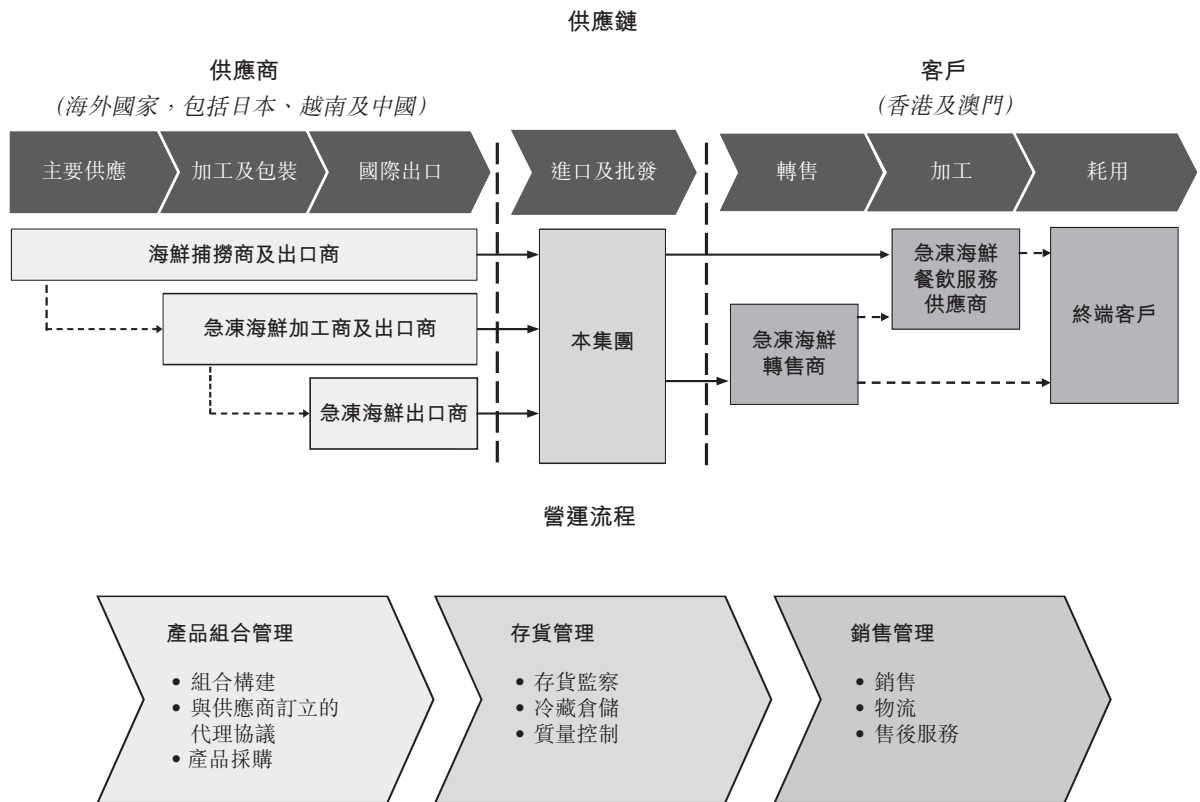 供應鏈
供應商
(海外國家，包括日本、越南及中國)
客戶
(香港及澳門)
主要供應
加工及包裝
國際出口
進口及批發
轉售
加工
耗用
海鮮捕撈商及出口商
急凍海鮮加工商及出口商
急凍海鮮出口商
本集團
急凍海鮮
轉售商
急凍海鮮
餐飲服務
供應商
終端客戶
營運流程
產品組合管理
• 組合構建
• 與供應商訂立的
代理協議
• 產品採購
存貨管理
• 存貨監察
• 冷藏倉儲
• 質量控制
銷售管理
• 銷售
• 物流
• 售後服務